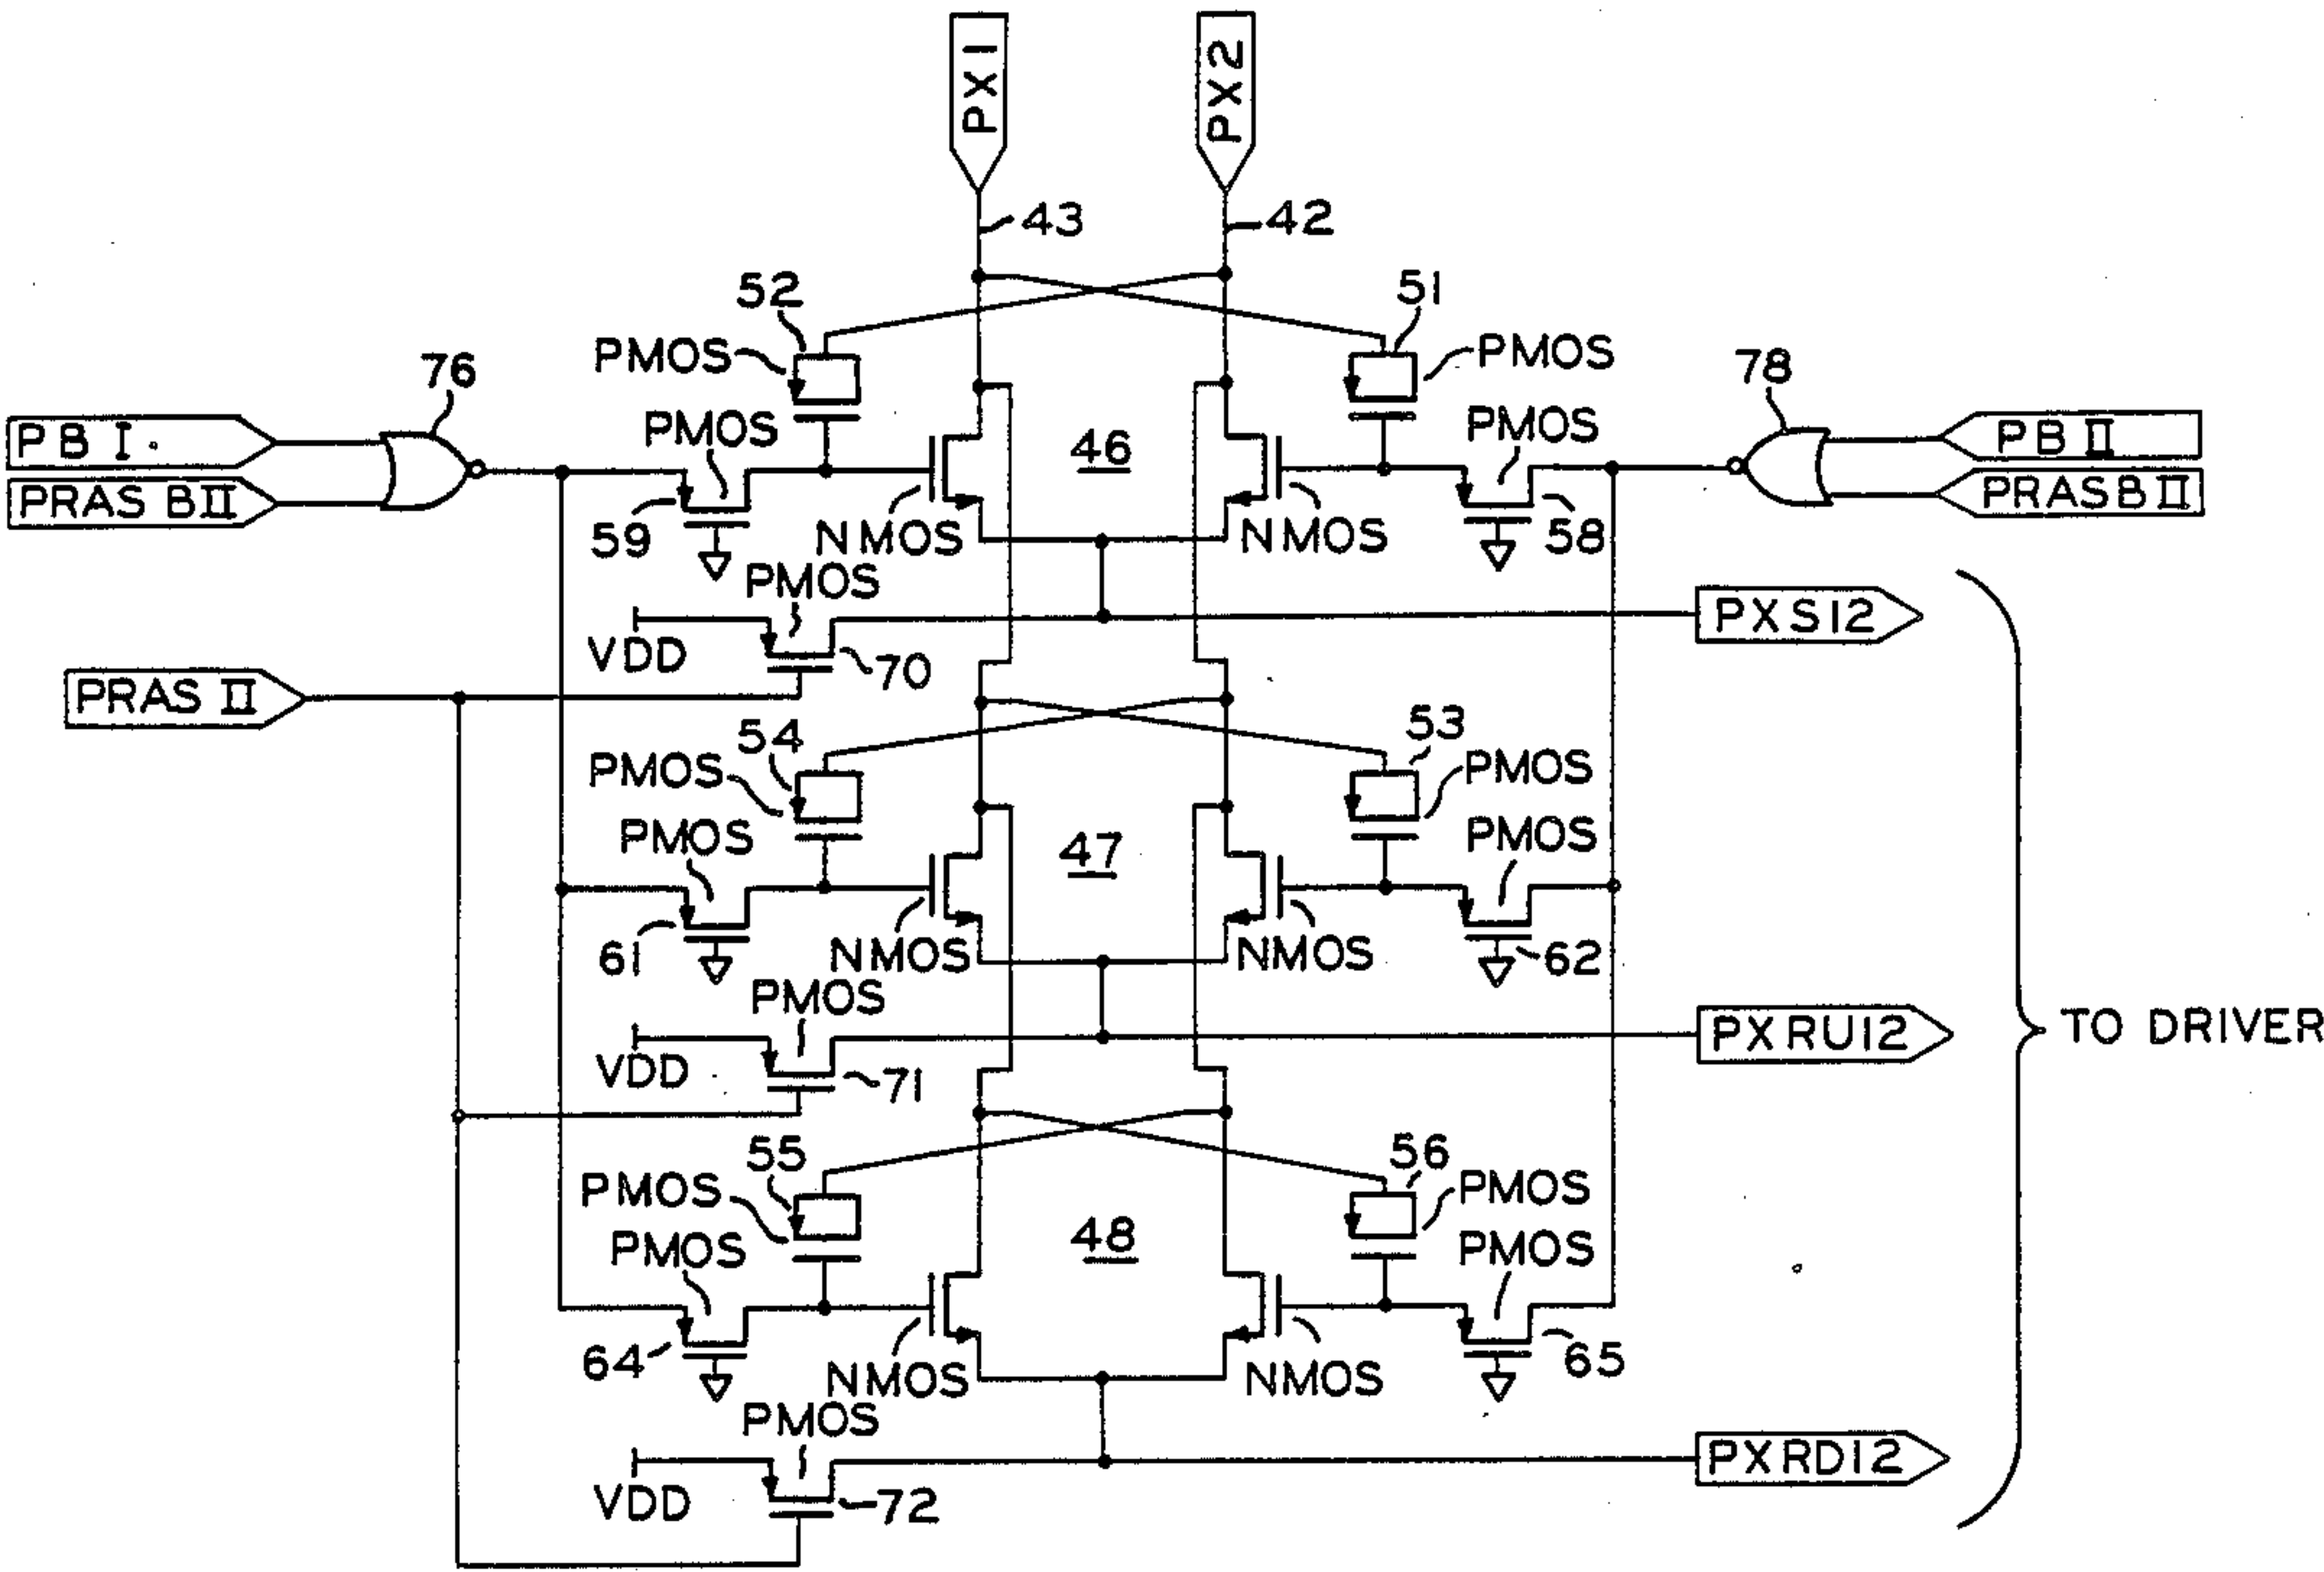 PX1
PX2
43
42
52
51
PMOS
PMOS
76
78
PMOS
PMOS
PB I
46
PB II
PRAS BII
PRASBII
59
NMOS
NMOS
58
PMOS
PXS12
VDD
70
PRAS II
54
53
PMOS
PMOS
PMOS
PMOS
47
61
NMOS
NMOS
62
PMOS
PXRU12
TO DRIVER
VDD
71
55
56
PMOS
PMOS
PMOS
48
PMOS
64
NMOS
NMOS
65
PMOS
PXRD12
VDD
72